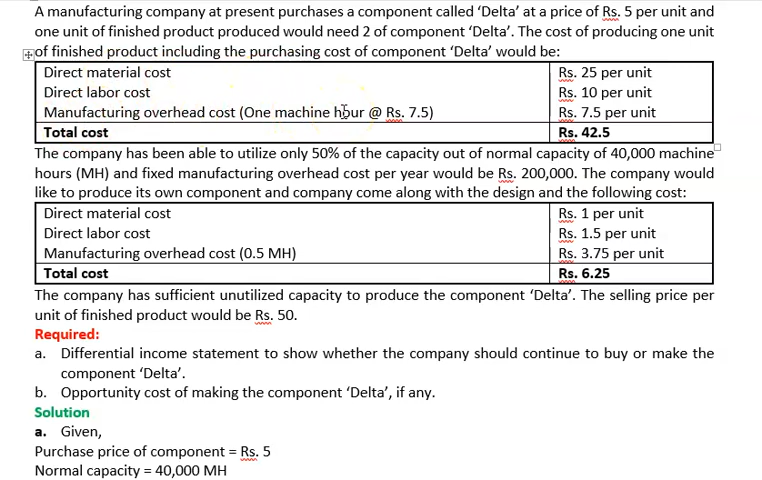 A manufacturing company at present purchases a component called ‘Delta’ at a price of Rs. 5 per unit and
one unit of finished product produced would need 2 of component ‘Delta’. The cost of producing one unit
of finished product including the purchasing cost of component ‘Delta’ would be:
Direct material cost Rs. 25 per unit
Direct labor cost Rs. 10 per unit
Manufacturing overhead cost (One machine hour @ Rs. 7.5) Rs. 7.5 per unit
Total cost Rs. 42.5
The company has been able to utilize only 50% of the capacity out of normal capacity of 40,000 machine
hours (MH) and fixed manufacturing overhead cost per year would be Rs. 200,000. The company would
like to produce its own component and company come along with the design and the following cost:
Direct material cost Rs. 1 per unit
Direct labor cost Rs. 1.5 per unit
Manufacturing overhead cost (0.5 MH) Rs. 3.75 per unit
Total cost Rs. 6.25
The company has sufficient unutilized capacity to produce the component ‘Delta’. The selling price per
unit of finished product would be Rs. 50.
Required:
a. Differential income statement to show whether the company should continue to buy or make the
component ‘Delta’.
b. Opportunity cost of making the component ‘Delta’, if any.
Solution
a. Given,
Purchase price of component = Rs. 5
Normal capacity = 40,000 MH